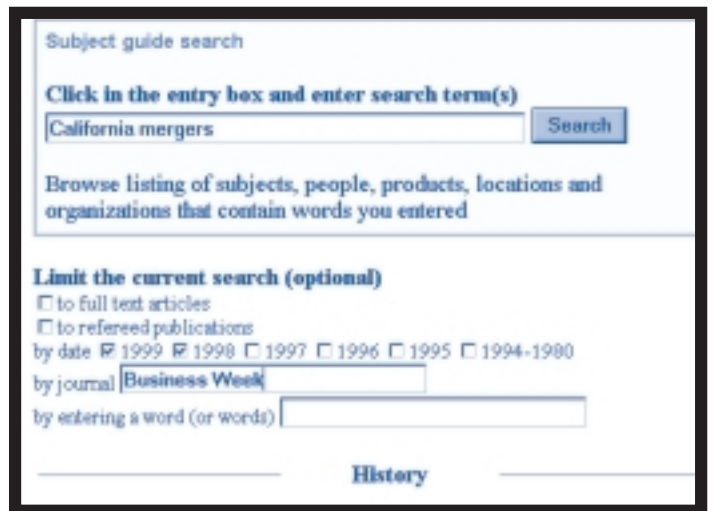 Subject guide search
Click in the entry box and enter search term(s)
California mergers Search
Browse listing of subjects, people, products, locations and
organizations that contain words you entered
Limit the current search (optional)
to full text articles
to refereed publications
by date 1999 1998 1997 1996 1995 1994-1980
by journal Business Week
by entering a word (or words)
History